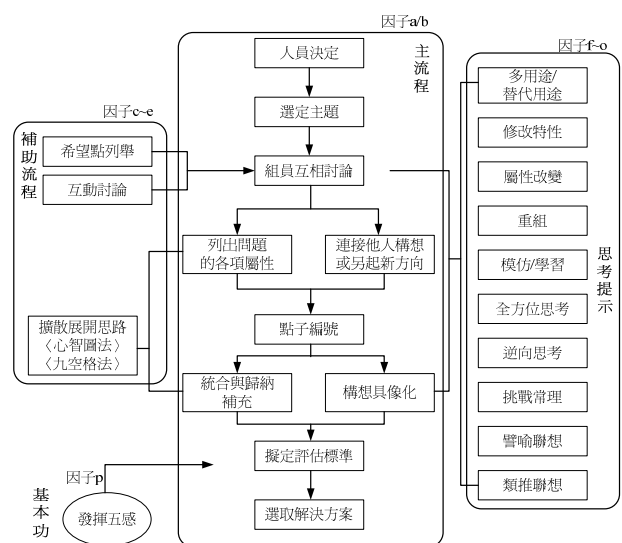 因子a/b
主流程
人員決定
選定主題
組員互相討論
列出問題
的各項屬性
連接他人構想
或另起新方向
點子編號
統合與歸納
補充
構想具像化
擬定評估標準
選取解決方案
因子c~e
補助流程
希望點列舉
互動討論
擴散展開思路
〈心智圖法〉
〈九空格法〉
因子p
基本功
發揮五感
因子f~o
思考提示
多用途/
替代用途
修改特性
屬性改變
重組
模仿/學習
全方位思考
逆向思考
挑戰常理
譬喻聯想
類推聯想